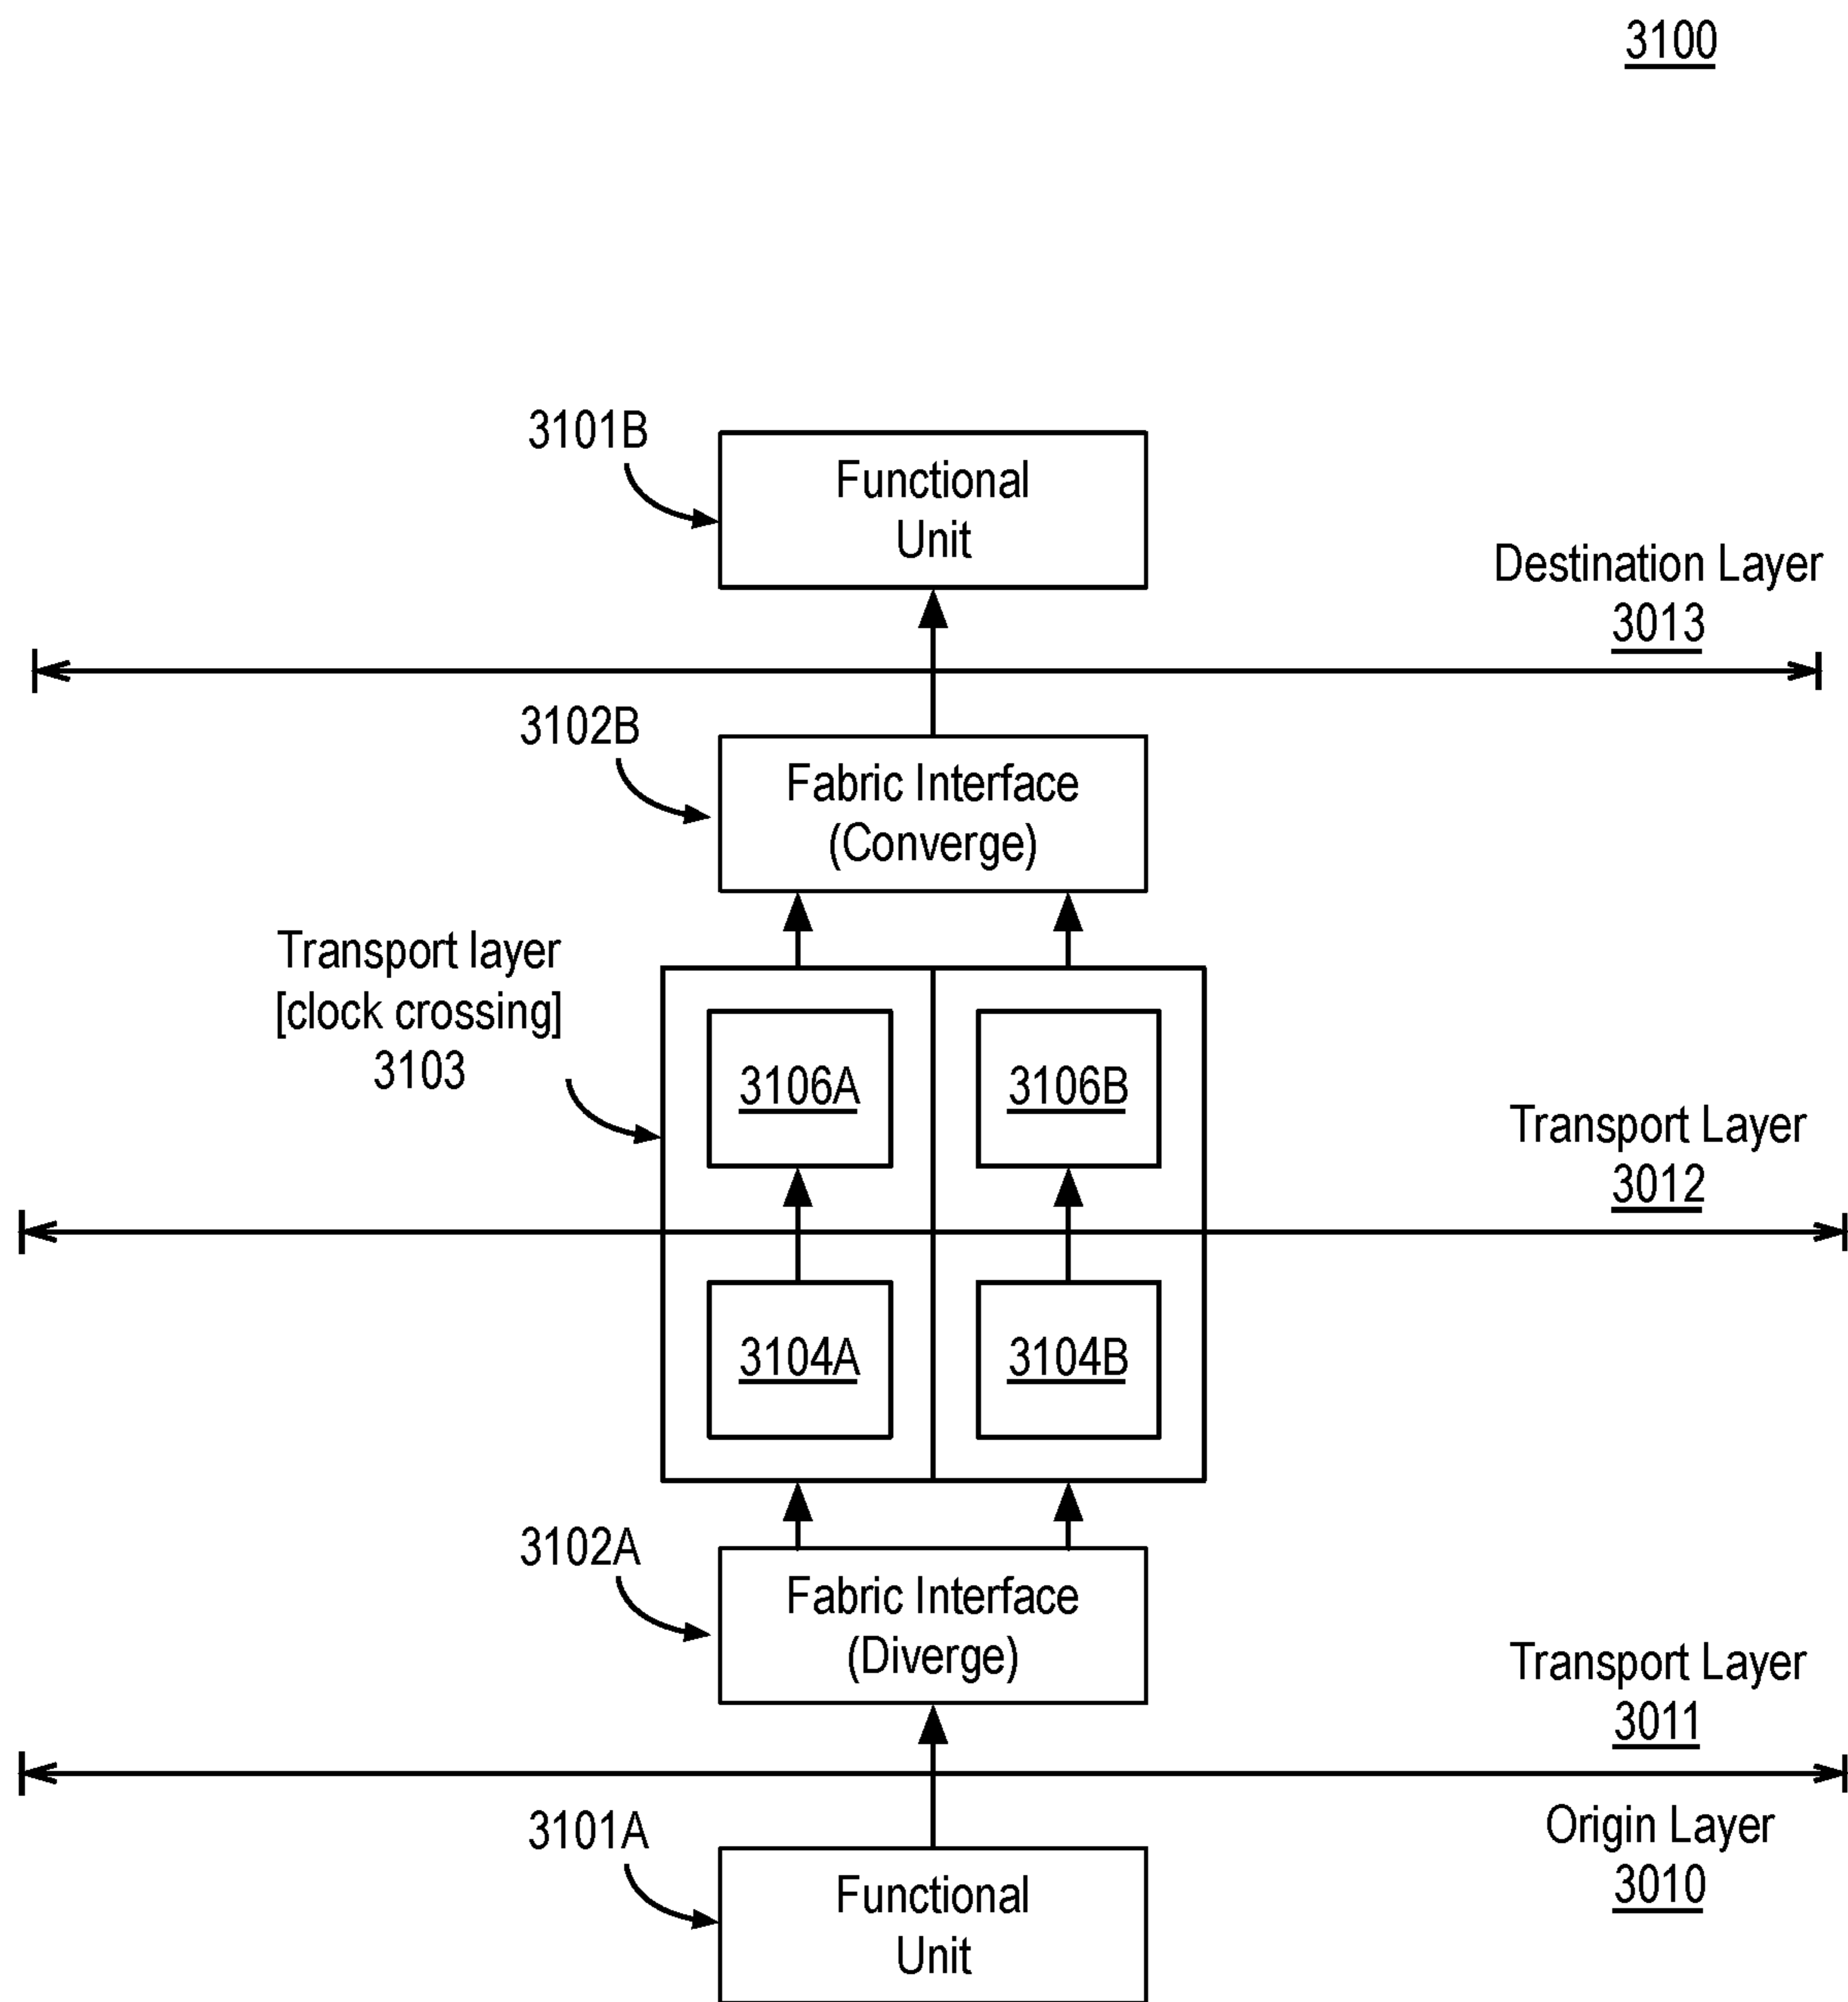 3100
3101B
Functional
Unit
Destination Layer
3013
3102B
Fabric Interface
(Converge)
Transport layer
[clock crossing]
3103
3106A
3106B
Transport Layer
3012
3104A
3104B
3102A
Fabric Interface
(Diverge)
Transport Layer
3011
3101A
Origin Layer
3010
Functional
Unit